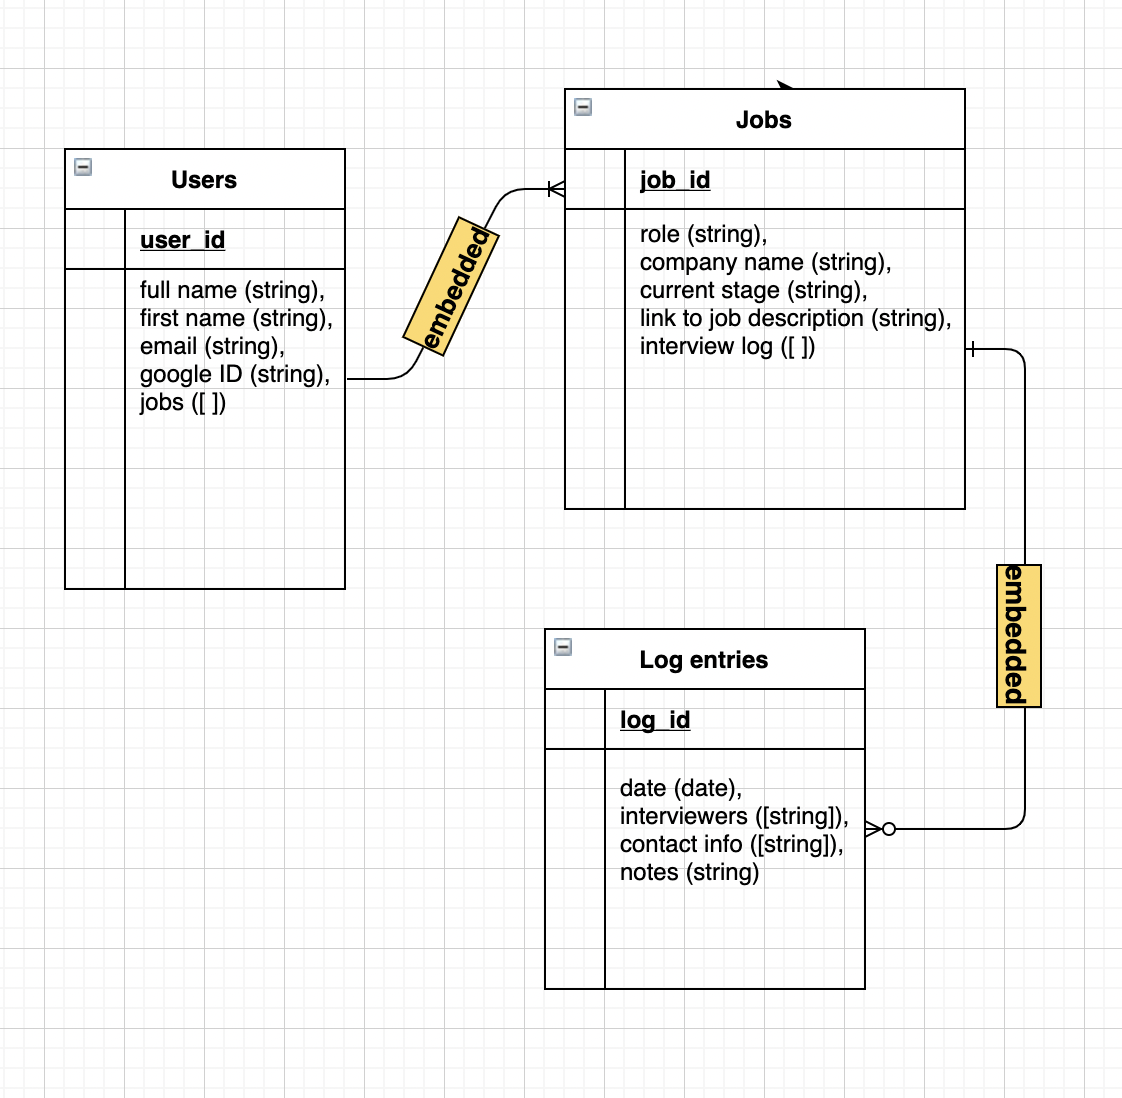 Users
user_id
full name (string),
first name (string),
email (string),
google ID (string),
jobs ([ ])
embedded
Jobs
job_id
role (string),
company name (string),
current stage (string),
link to job description (string),
interview log ([ ])
embedded
Log entries
log_id
date (date),
interviewers ([string]),
contact info ([string]),
notes (string)